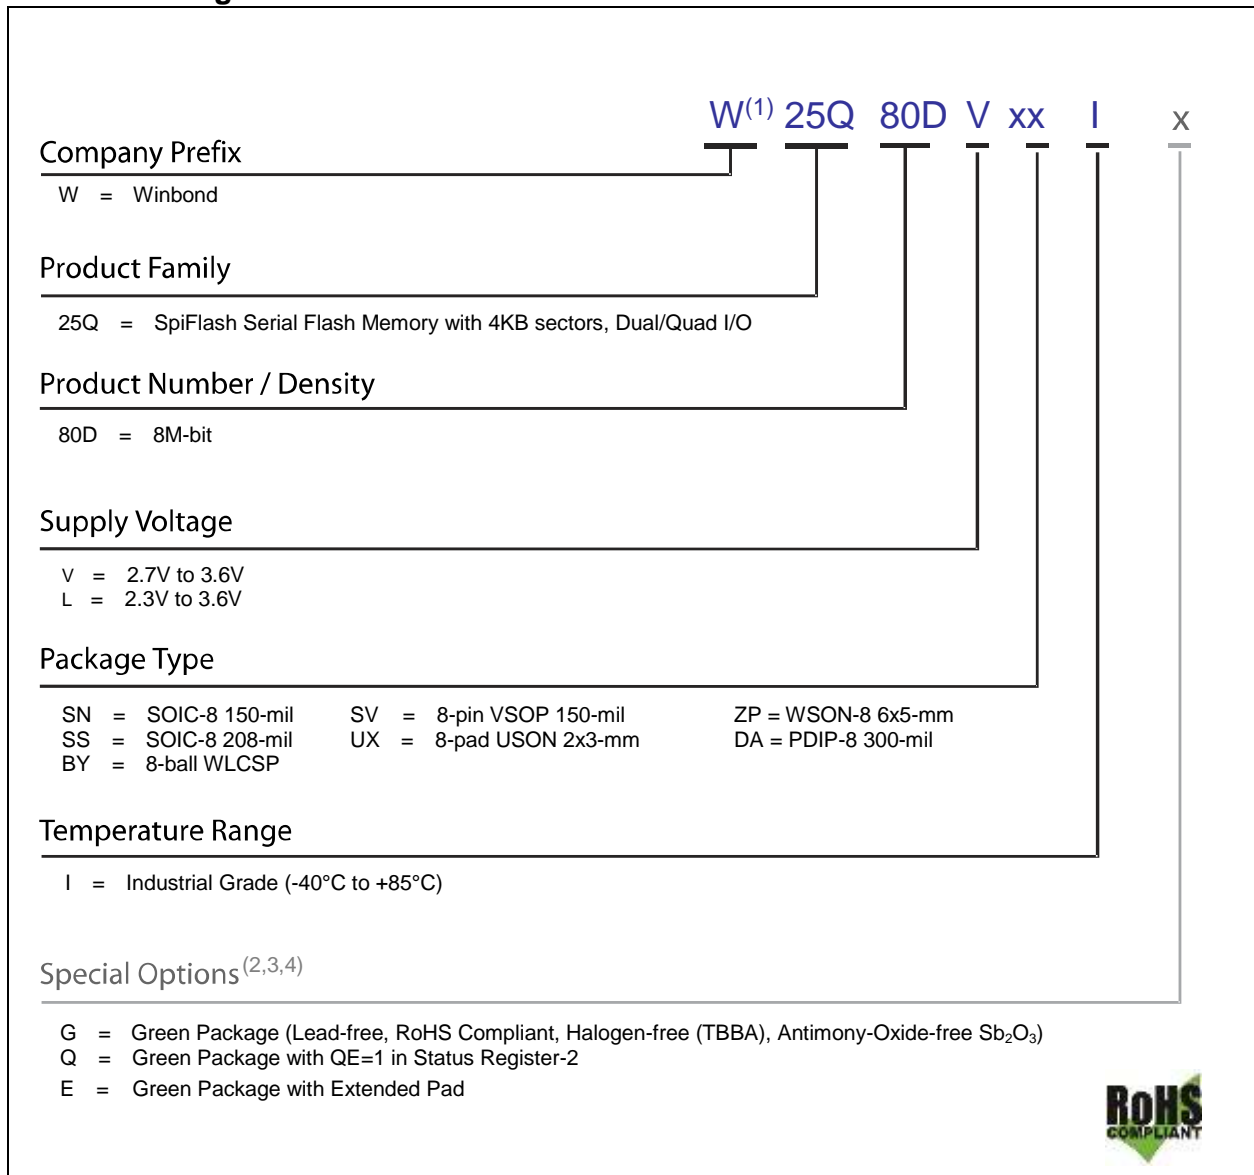 W(1) 25Q 80D V xx I x
Company Prefix
W = Winbond
Product Family
25Q = SpiFlash Serial Flash Memory with 4KB sectors, Dual/Quad I/O
Product Number / Density
80D = 8M-bit
Supply Voltage
V = 2.7V to 3.6V
L = 2.3V to 3.6V
Package Type
SN = SOIC-8 150-mil SV = 8-pin VSOP 150-mil ZP = WSON-8 6x5-mm
SS = SOIC-8 208-mil UX = 8-pad USON 2x3-mm DA = PDIP-8 300-mil
BY = 8-ball WLCSP
Temperature Range
I = Industrial Grade (-40°C to +85°C)
Special Options(2,3,4)
G = Green Package (Lead-free, RoHS Compliant, Halogen-free (TBBA), Antimony-Oxide-free Sb₂O₃)
Q = Green Package with QE=1 in Status Register-2
E = Green Package with Extended Pad
RoHS
COMPLIANT